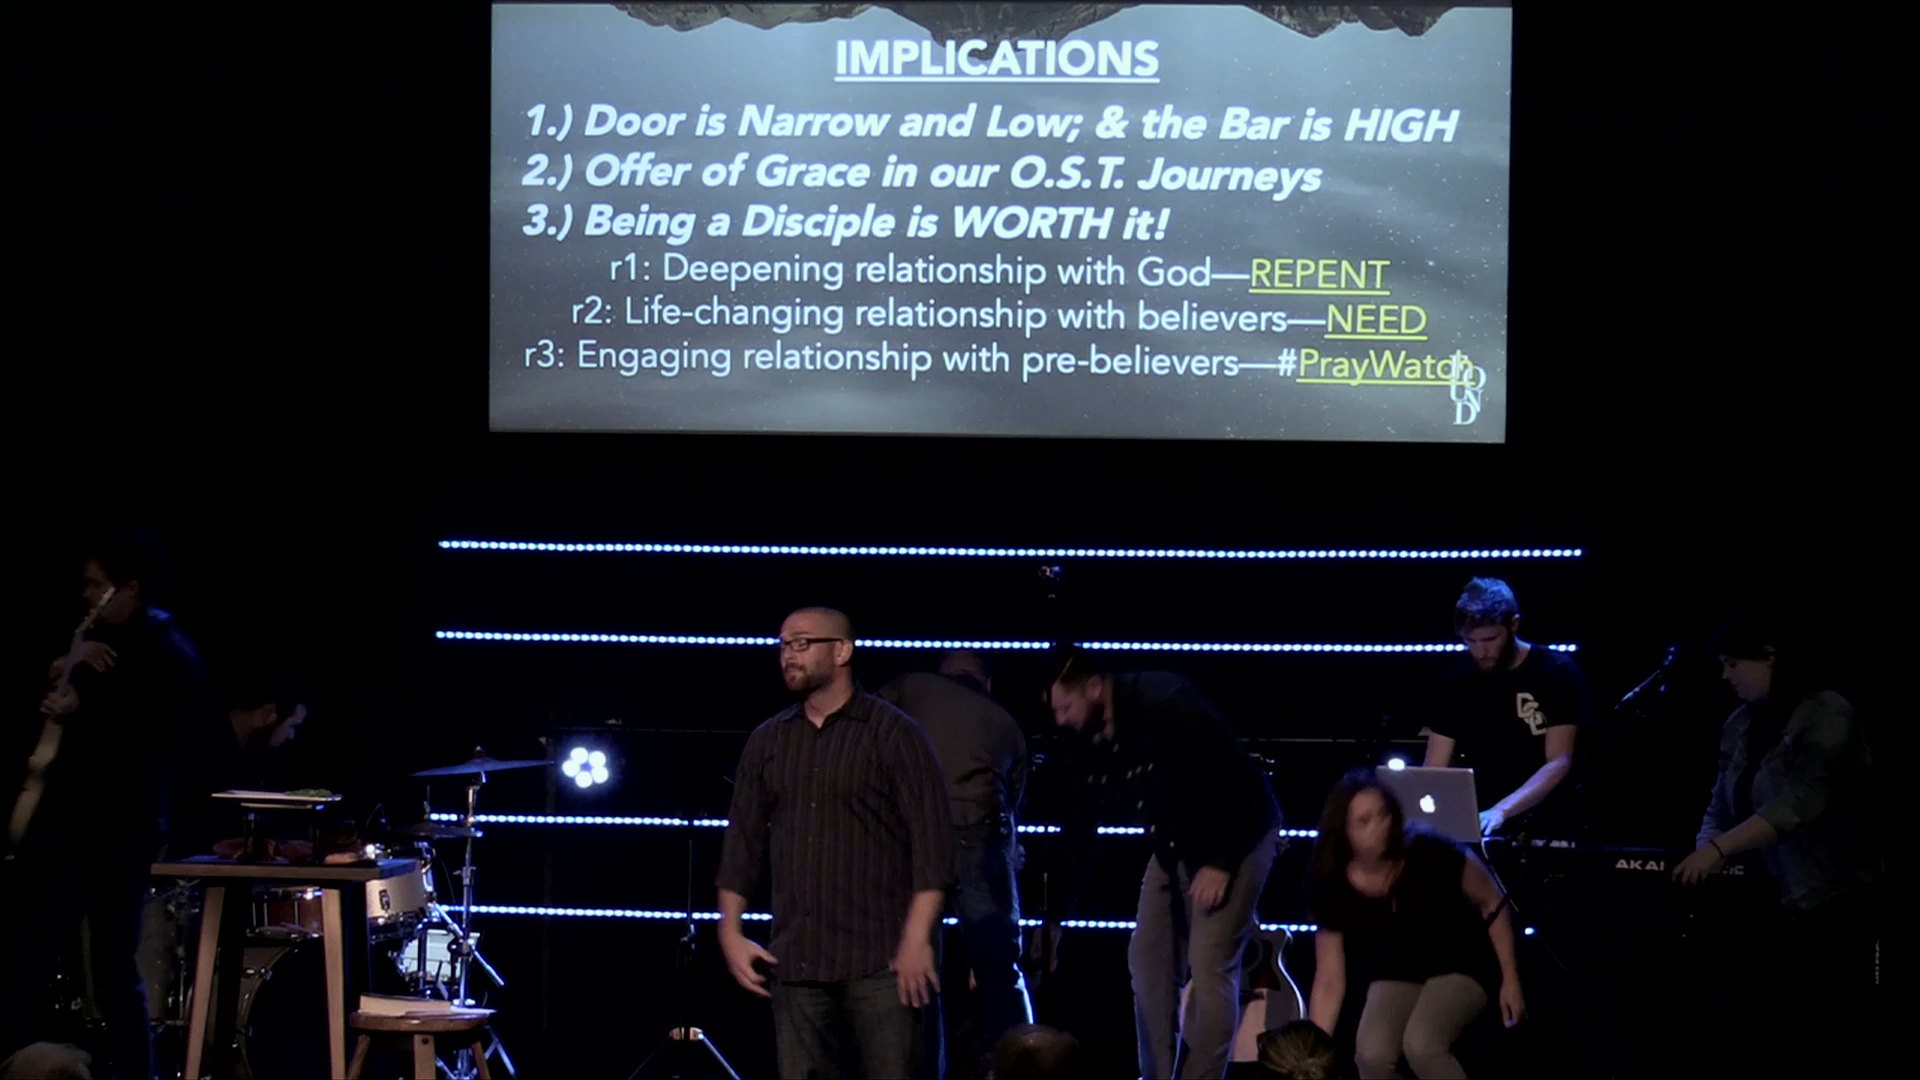 IMPLICATIONS
1.) Door is Narrow and Low; & the Bar is HIGH
2.) Offer of Grace in our O.S.T. Journeys
3.) Being a Disciple is WORTH it!
r1: Deepening relationship with God—REPENT
r2: Life-changing relationship with believers—NEED
r3: Engaging relationship with pre-believers—#PrayWatch
AKAI